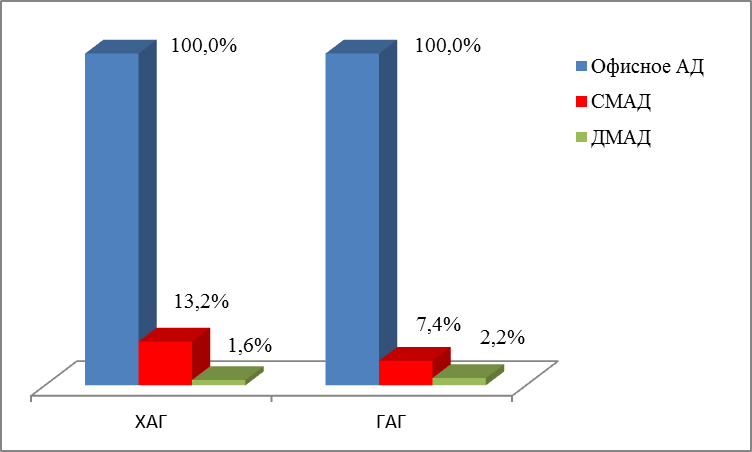 100,0%
100,0%
Офисное АД
СМАД
ДМАД
13,2%
7,4%
1,6%
2,2%
ХАГ
ГАГ